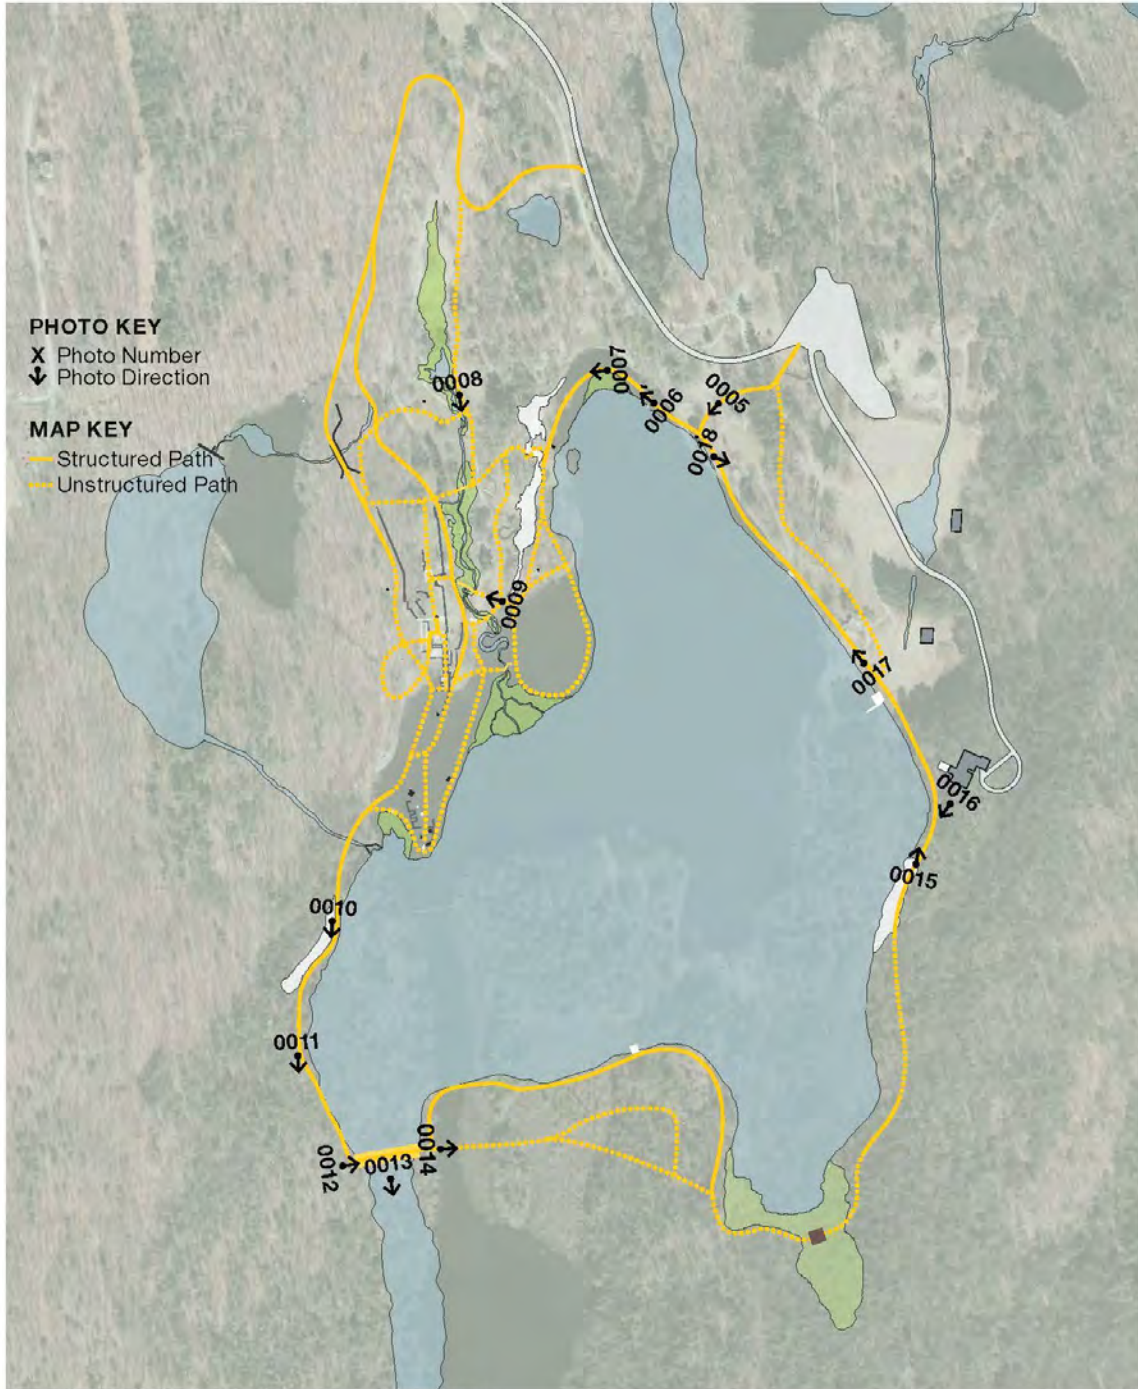 PHOTO KEY
X Photo Number
Photo Direction
MAP KEY
Structured Path
Unstructured Path
0007
0008
0006
0005
0018
0009
0017
0016
0015
0010
0011
0012
0013
0014